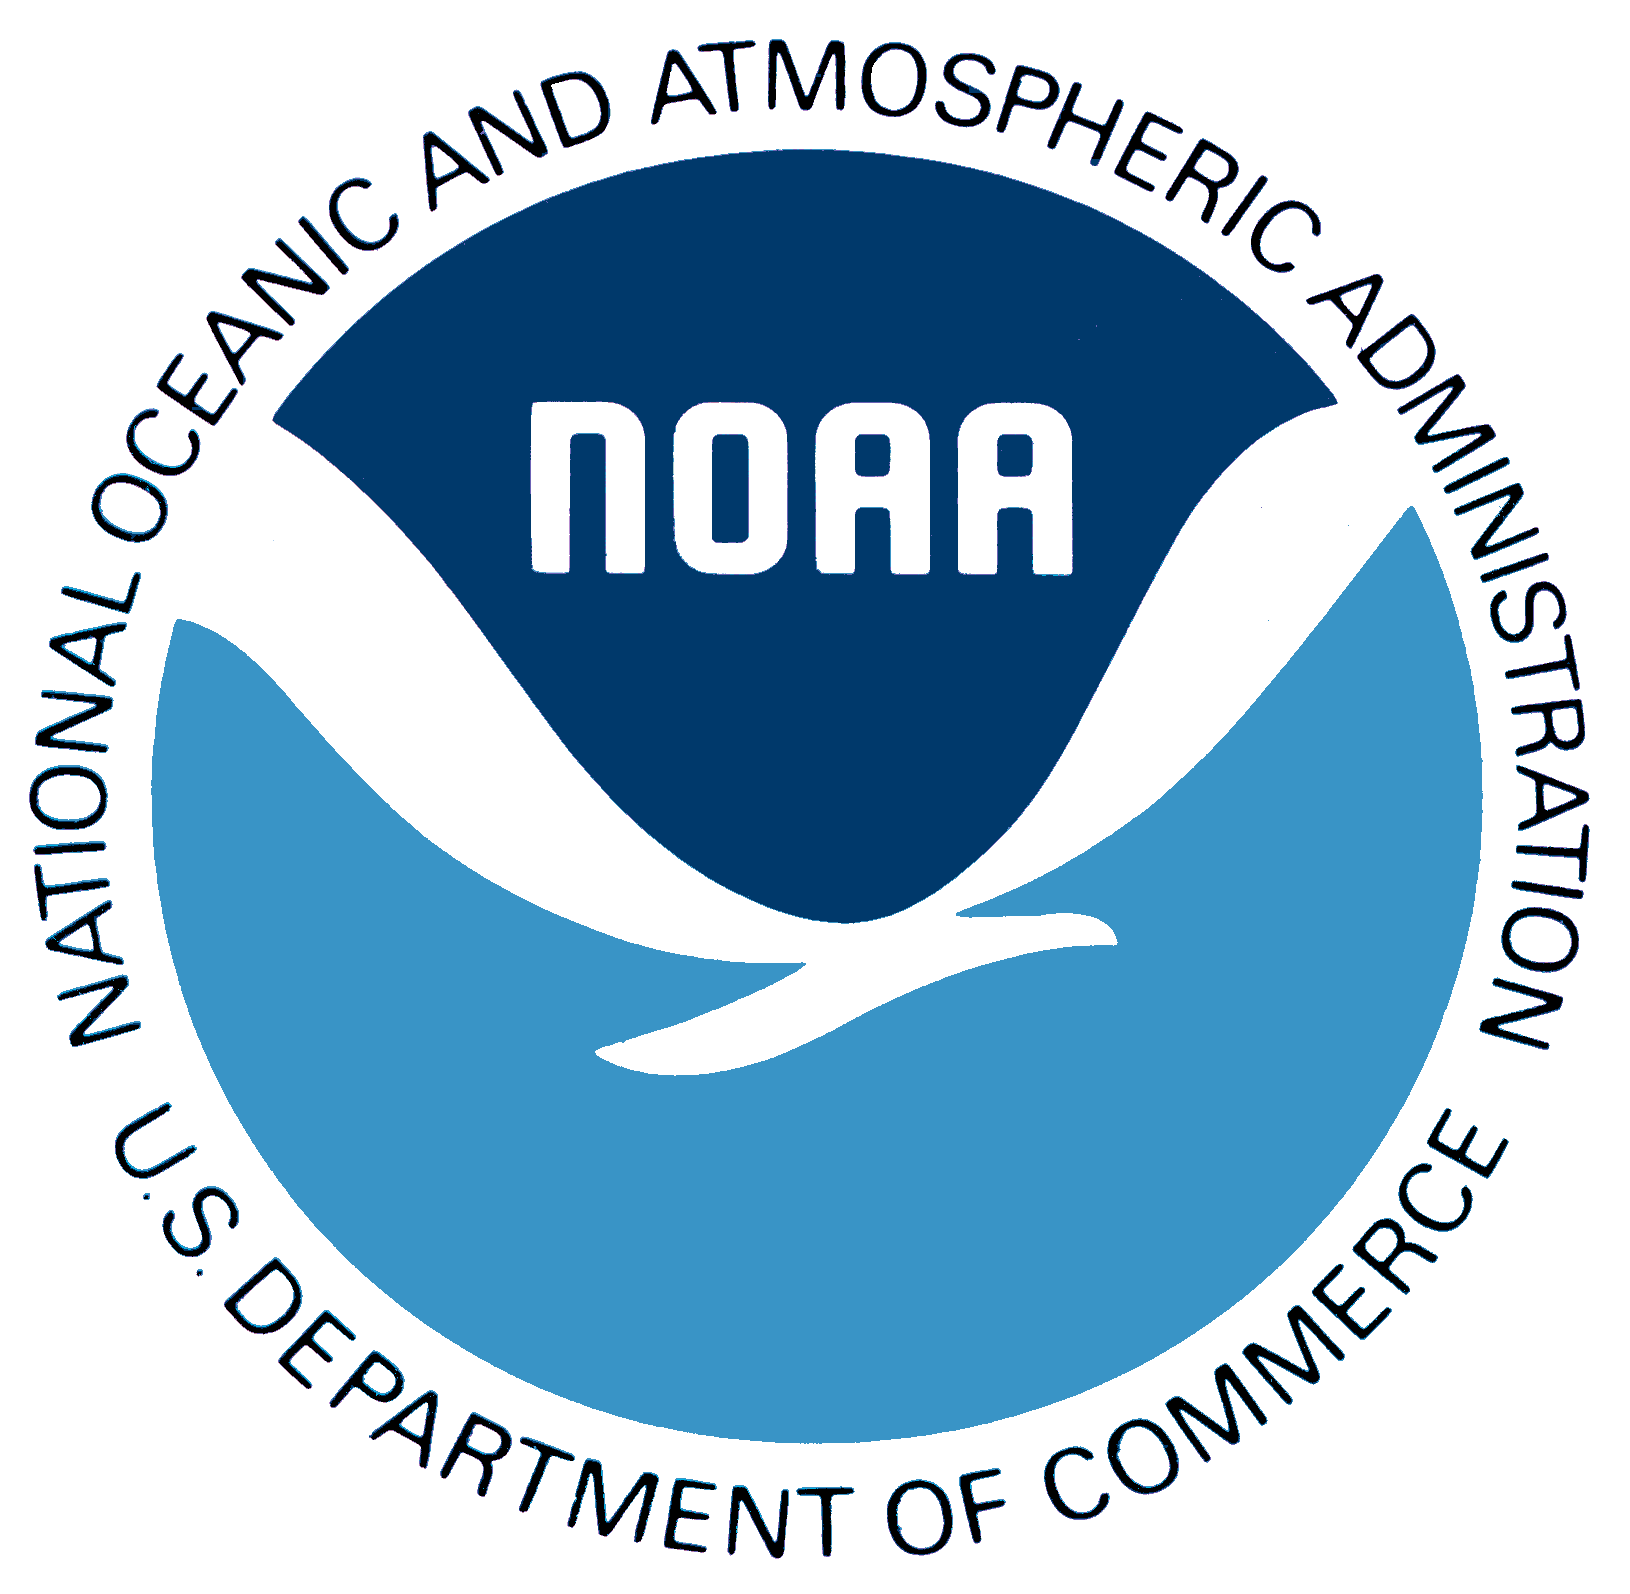 NATIONAL OCEANIC AND ATMOSPHERIC ADMINISTRATION
NOAA
U.S. DEPARTMENT OF COMMERCE